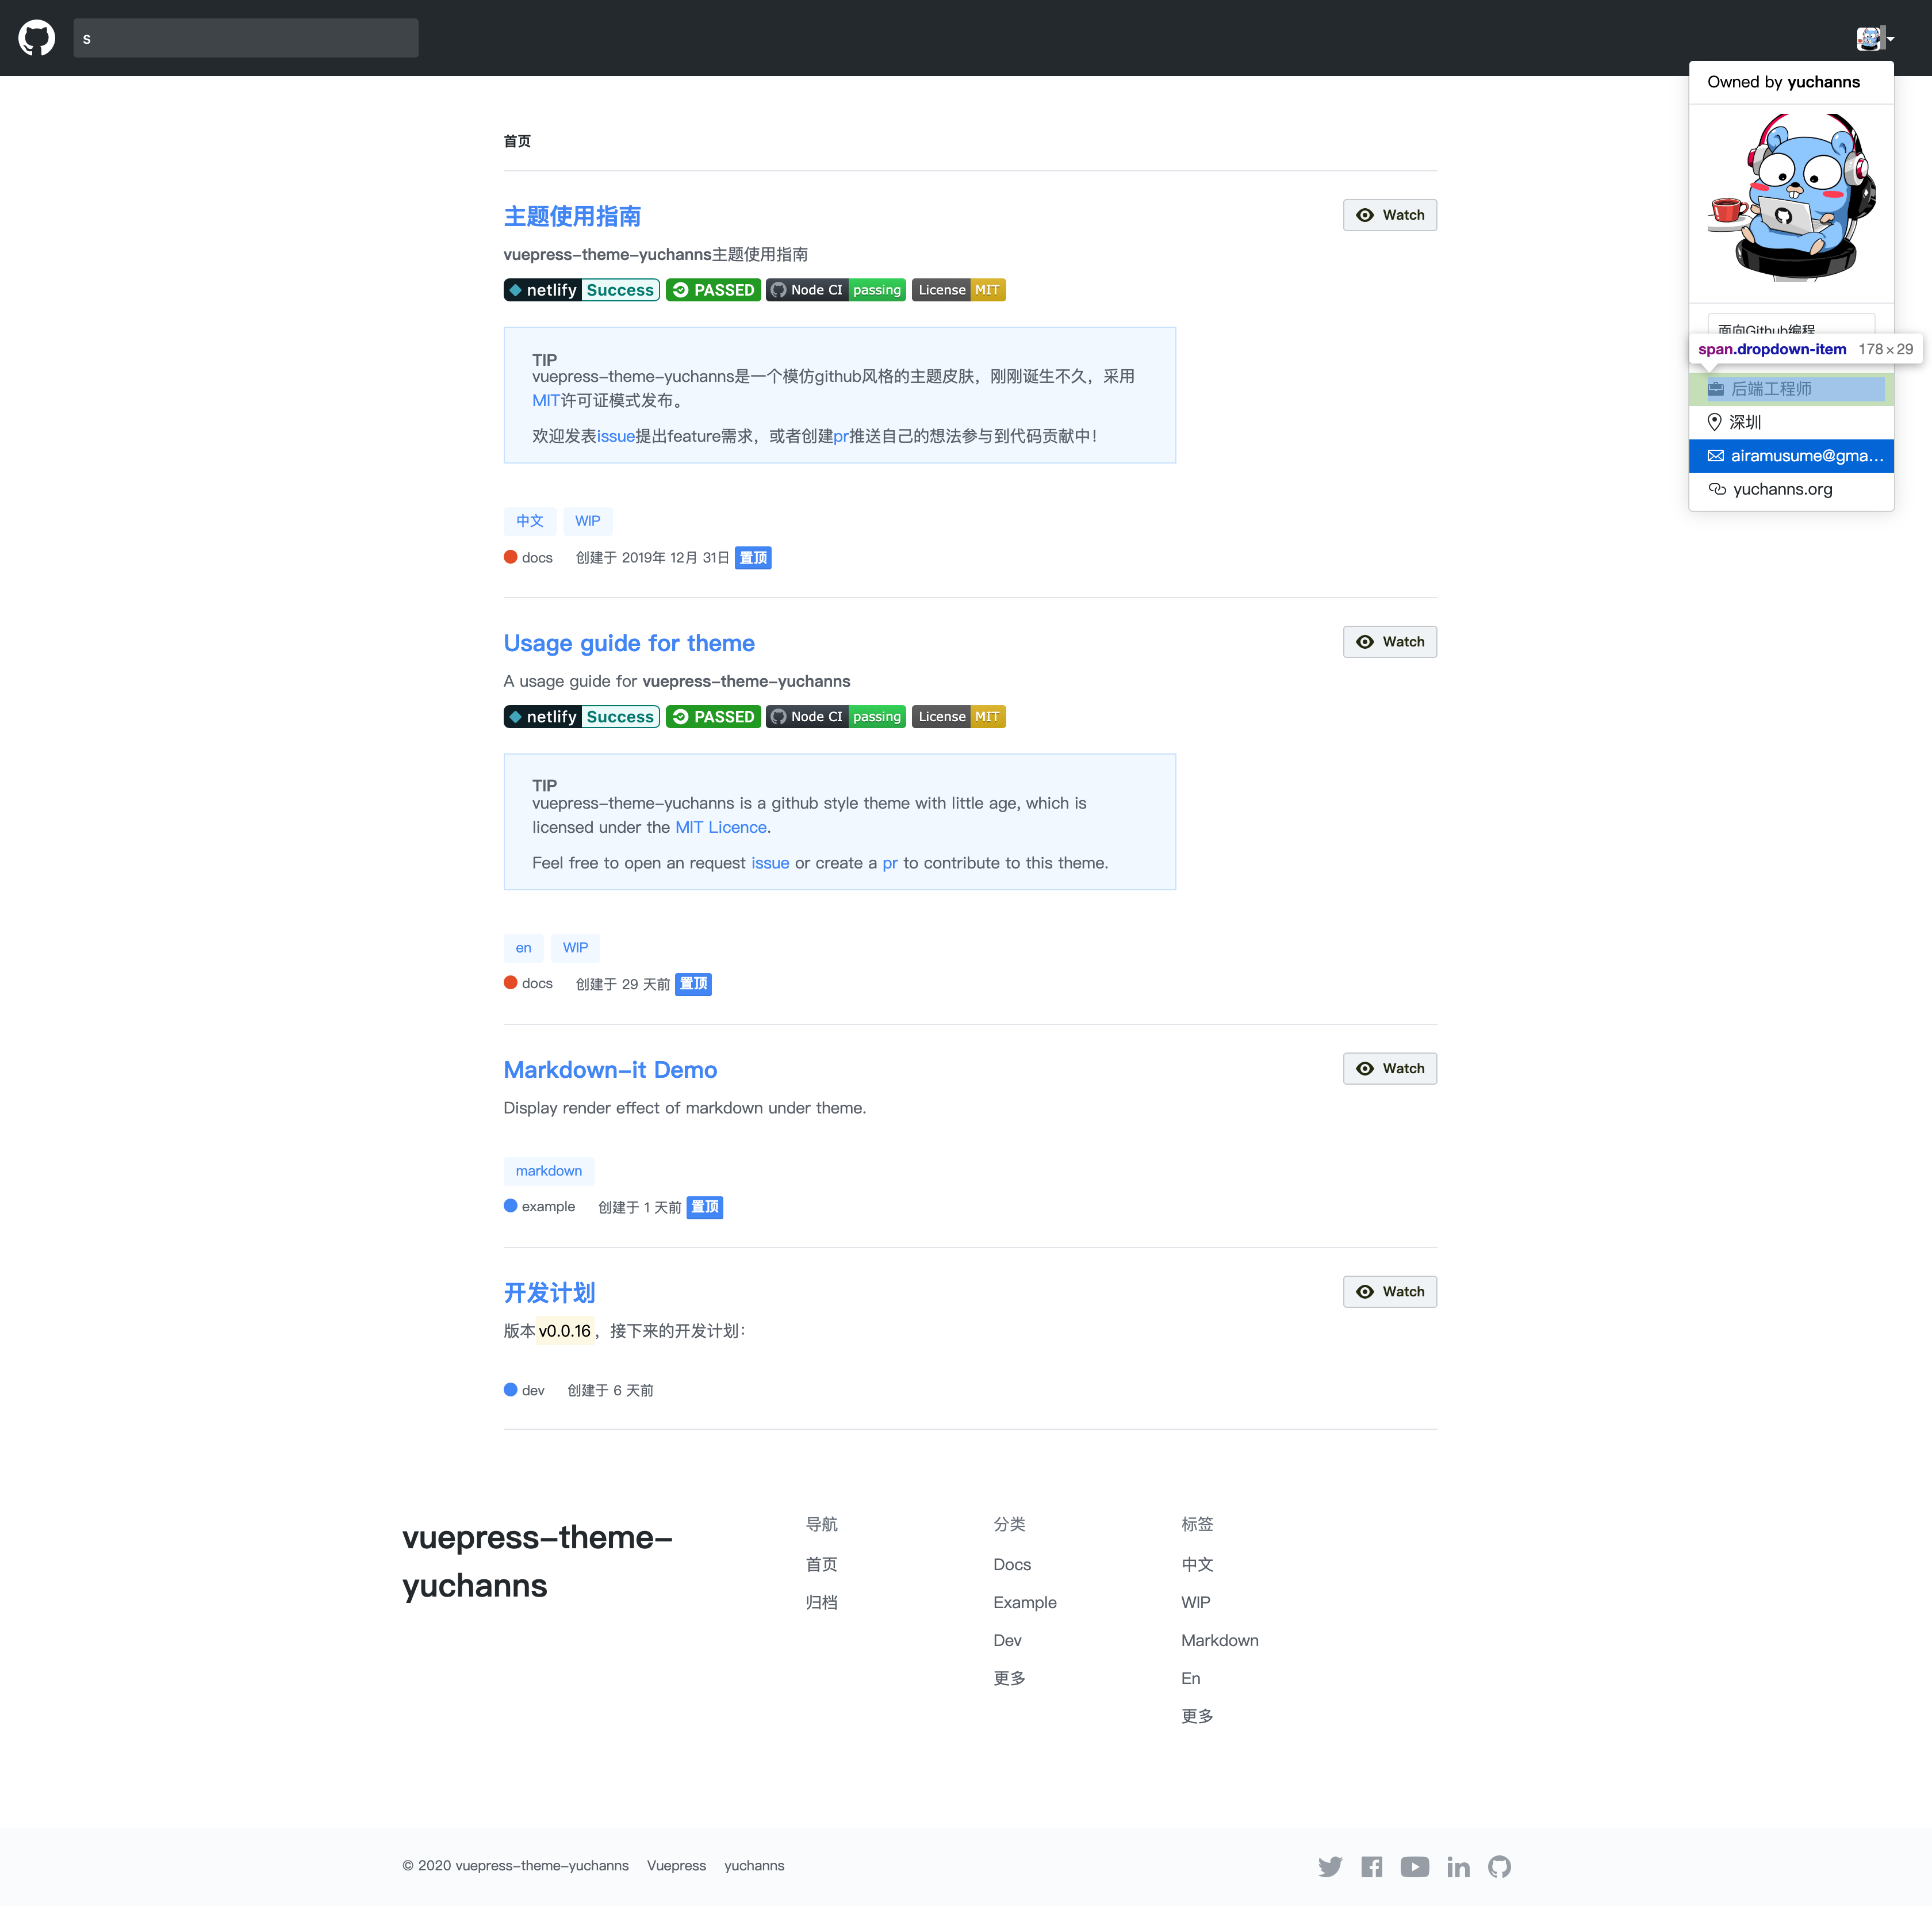 s
Owned by yuchanns
首页
主题使用指南
Watch
vuepress-theme-yuchanns主题使用指南
netlify Success PASSED Node CI passing License MIT
面向Github编程
span.dropdown-item 178×29
后端工程师
深圳
airamusume@gma...
yuchanns.org
TIP
vuepress-theme-yuchanns是一个模仿github风格的主题皮肤，刚刚诞生不久，采用
MIT许可证模式发布。
欢迎发表issue提出feature需求，或者创建pr推送自己的想法参与到代码贡献中！
中文 WIP
docs 创建于 2019年 12月 31日 置顶
Usage guide for theme
Watch
A usage guide for vuepress-theme-yuchanns
netlify Success PASSED Node CI passing License MIT
TIP
vuepress-theme-yuchanns is a github style theme with little age, which is
licensed under the MIT Licence.
Feel free to open an request issue or create a pr to contribute to this theme.
en WIP
docs 创建于 29 天前 置顶
Markdown-it Demo
Watch
Display render effect of markdown under theme.
markdown
example 创建于 1 天前 置顶
开发计划
Watch
版本v0.0.16，接下来的开发计划：
dev 创建于 6 天前
vuepress-theme-
yuchanns
导航
首页
归档
分类
Docs
Example
Dev
更多
标签
中文
WIP
Markdown
En
更多
© 2020 vuepress-theme-yuchanns Vuepress yuchanns